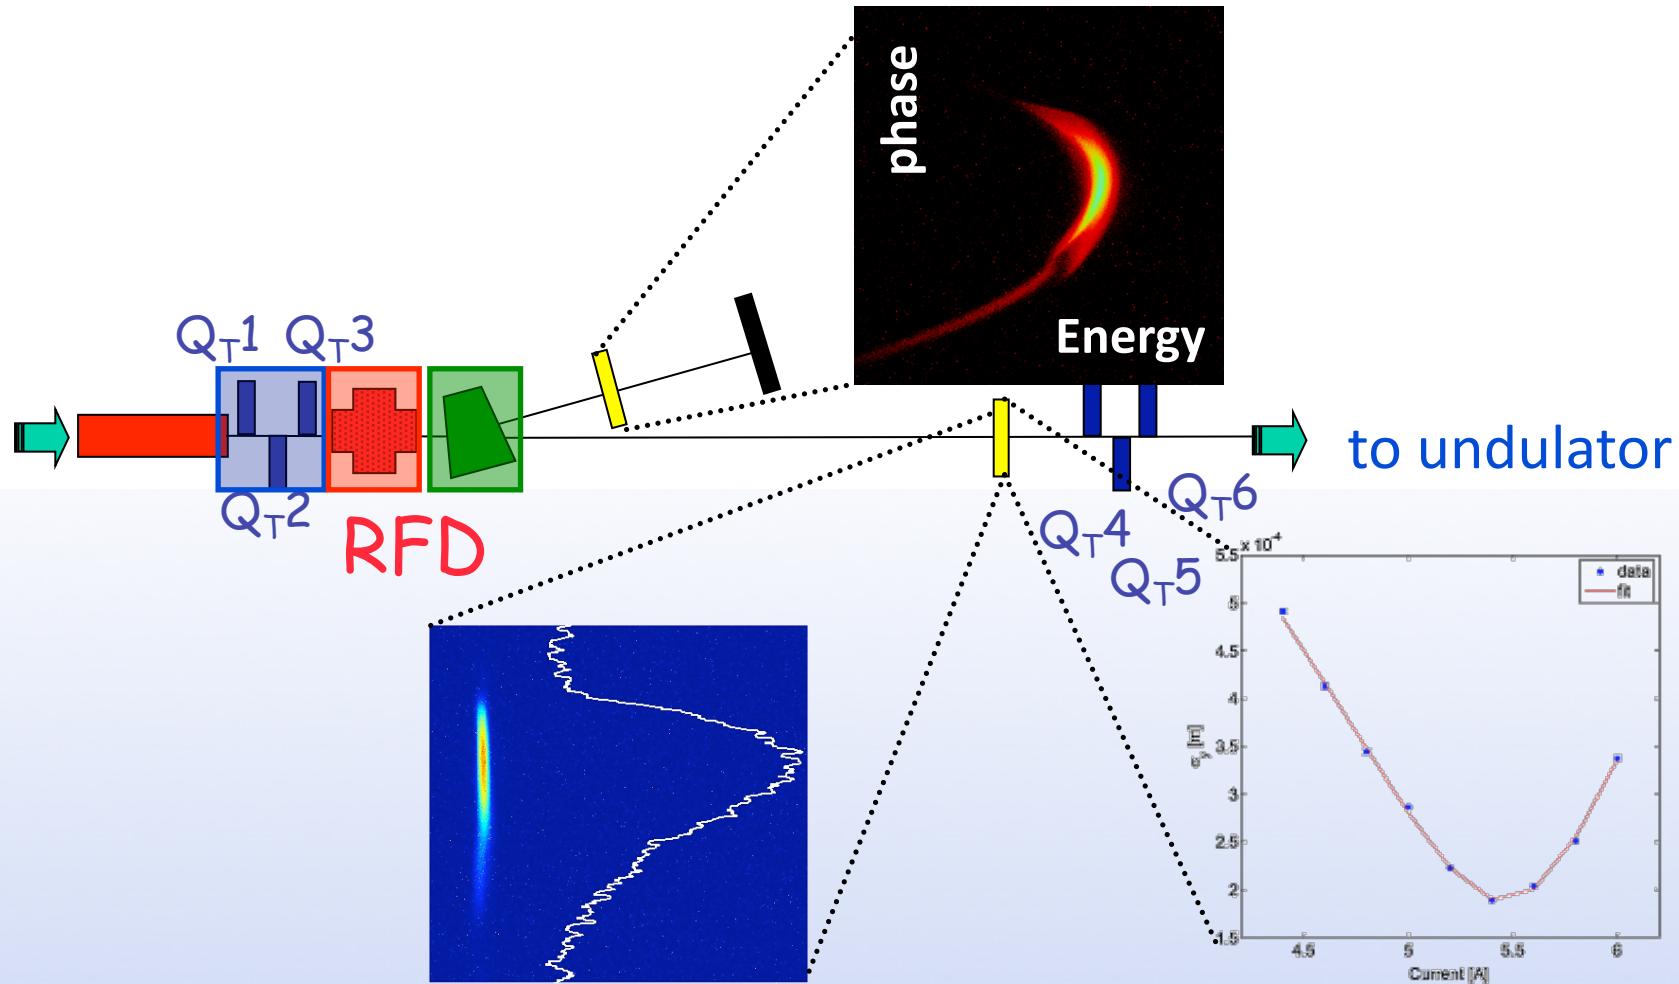 phase
Energy
QT1 QT3
QT2
RFD
to undulator
QT6
QT4
QT5
x 10-4
5.5
5
4.5
4
3.5
3
2.5
2
1.5
σy [m]
data
fit
4.5 5 5.5 6
Current [A]